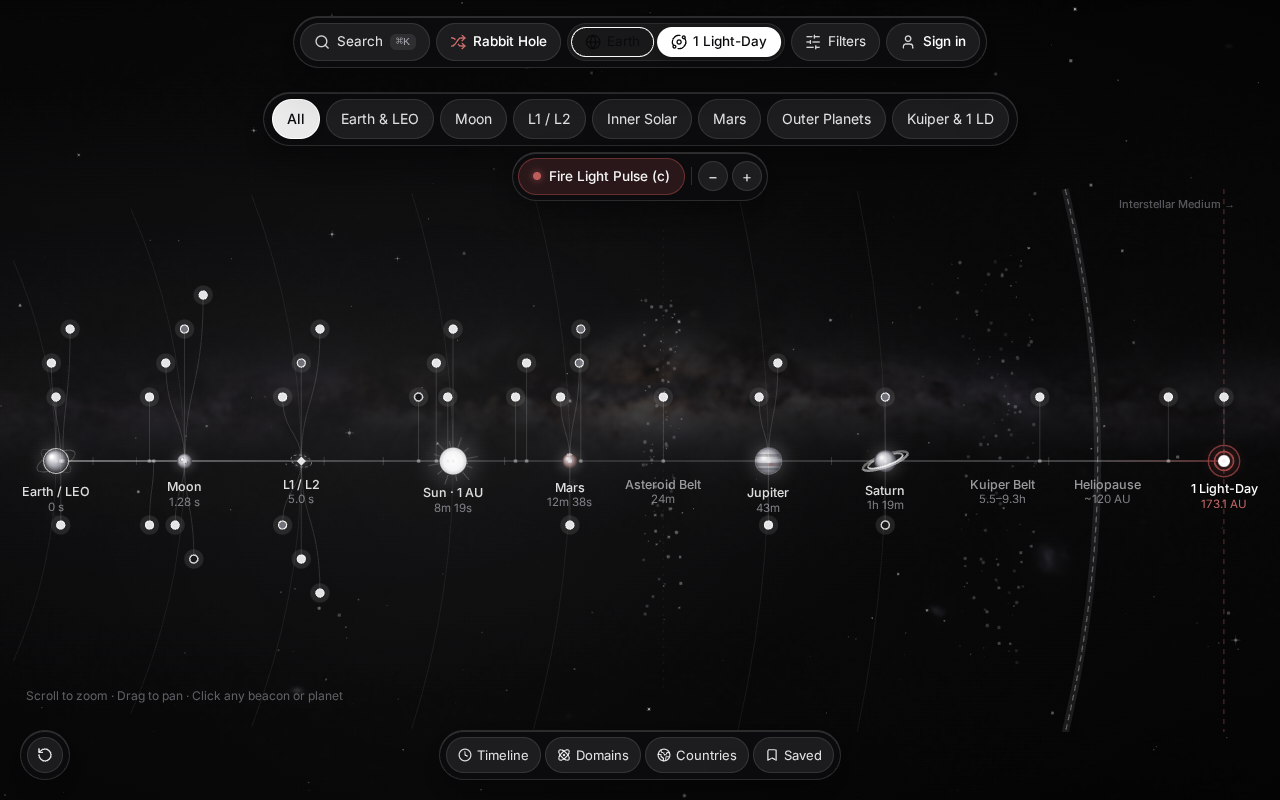 Search ⌘K
Rabbit Hole
Earth
1 Light-Day
Filters
Sign in
All
Earth & LEO
Moon
L1 / L2
Inner Solar
Mars
Outer Planets
Kuiper & 1 LD
Fire Light Pulse (c)
−
+
Interstellar Medium →
Earth / LEO
0 s
Moon
1.28 s
L1 / L2
5.0 s
Sun · 1 AU
8m 19s
Mars
12m 38s
Asteroid Belt
24m
Jupiter
43m
Saturn
1h 19m
Kuiper Belt
5.5–9.3h
Heliopause
~120 AU
1 Light-Day
173.1 AU
Scroll to zoom · Drag to pan · Click any beacon or planet
Timeline
Domains
Countries
Saved